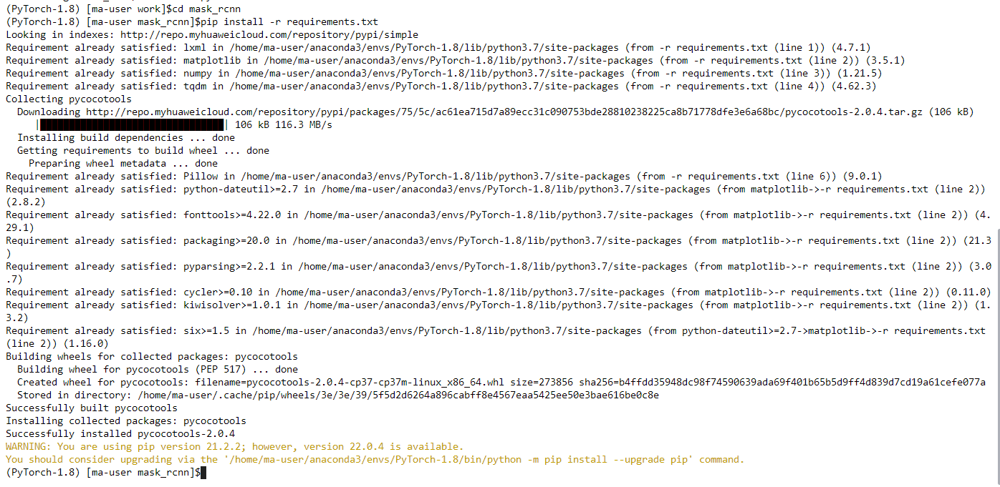 (PyTorch-1.8) [ma-user work]$cd mask_rcnn
(PyTorch-1.8) [ma-user mask_rcnn]$pip install -r requirements.txt
Looking in indexes: http://repo.myhuaweicloud.com/repository/pypi/simple
Requirement already satisfied: lxml in /home/ma-user/anaconda3/envs/PyTorch-1.8/lib/python3.7/site-packages (from -r requirements.txt (line 1)) (4.7.1)
Requirement already satisfied: matplotlib in /home/ma-user/anaconda3/envs/PyTorch-1.8/lib/python3.7/site-packages (from -r requirements.txt (line 2)) (3.5.1)
Requirement already satisfied: numpy in /home/ma-user/anaconda3/envs/PyTorch-1.8/lib/python3.7/site-packages (from -r requirements.txt (line 3)) (1.21.5)
Requirement already satisfied: tqdm in /home/ma-user/anaconda3/envs/PyTorch-1.8/lib/python3.7/site-packages (from -r requirements.txt (line 4)) (4.62.3)
Collecting pycocotools
  Downloading http://repo.myhuaweicloud.com/repository/pypi/packages/75/5c/ac61ea715d7a89ecc31c090753bde28810238225ca8b71778dfe3e6a68bc/pycocotools-2.0.4.tar.gz (106 kB)
     |████████████████████████████████| 106 kB 116.3 MB/s
  Installing build dependencies ... done
  Getting requirements to build wheel ... done
    Preparing wheel metadata ... done
Requirement already satisfied: Pillow in /home/ma-user/anaconda3/envs/PyTorch-1.8/lib/python3.7/site-packages (from -r requirements.txt (line 6)) (9.0.1)
Requirement already satisfied: python-dateutil>=2.7 in /home/ma-user/anaconda3/envs/PyTorch-1.8/lib/python3.7/site-packages (from matplotlib->-r requirements.txt (line 2))
(2.8.2)
Requirement already satisfied: fonttools>=4.22.0 in /home/ma-user/anaconda3/envs/PyTorch-1.8/lib/python3.7/site-packages (from matplotlib->-r requirements.txt (line 2)) (4.
29.1)
Requirement already satisfied: packaging>=20.0 in /home/ma-user/anaconda3/envs/PyTorch-1.8/lib/python3.7/site-packages (from matplotlib->-r requirements.txt (line 2)) (21.3
)
Requirement already satisfied: pyparsing>=2.2.1 in /home/ma-user/anaconda3/envs/PyTorch-1.8/lib/python3.7/site-packages (from matplotlib->-r requirements.txt (line 2)) (3.0
.7)
Requirement already satisfied: cycler>=0.10 in /home/ma-user/anaconda3/envs/PyTorch-1.8/lib/python3.7/site-packages (from matplotlib->-r requirements.txt (line 2)) (0.11.0)
Requirement already satisfied: kiwisolver>=1.0.1 in /home/ma-user/anaconda3/envs/PyTorch-1.8/lib/python3.7/site-packages (from matplotlib->-r requirements.txt (line 2)) (1.
3.2)
Requirement already satisfied: six>=1.5 in /home/ma-user/anaconda3/envs/PyTorch-1.8/lib/python3.7/site-packages (from python-dateutil>=2.7->matplotlib->-r requirements.txt
(line 2)) (1.16.0)
Building wheels for collected packages: pycocotools
  Building wheel for pycocotools (PEP 517) ... done
  Created wheel for pycocotools: filename=pycocotools-2.0.4-cp37-cp37m-linux_x86_64.whl size=273856 sha256=b4ffdd35948dc98f74590639ada69f401b65b5d9ff4d839d7cd19a61cefe077a
  Stored in directory: /home/ma-user/.cache/pip/wheels/3e/3e/39/5f5d2d6264a896cabff8e4567eaa5425ee50e3bae616be0c8e
Successfully built pycocotools
Installing collected packages: pycocotools
Successfully installed pycocotools-2.0.4
WARNING: You are using pip version 21.2.2; however, version 22.0.4 is available.
You should consider upgrading via the '/home/ma-user/anaconda3/envs/PyTorch-1.8/bin/python -m pip install --upgrade pip' command.
(PyTorch-1.8) [ma-user mask_rcnn]$